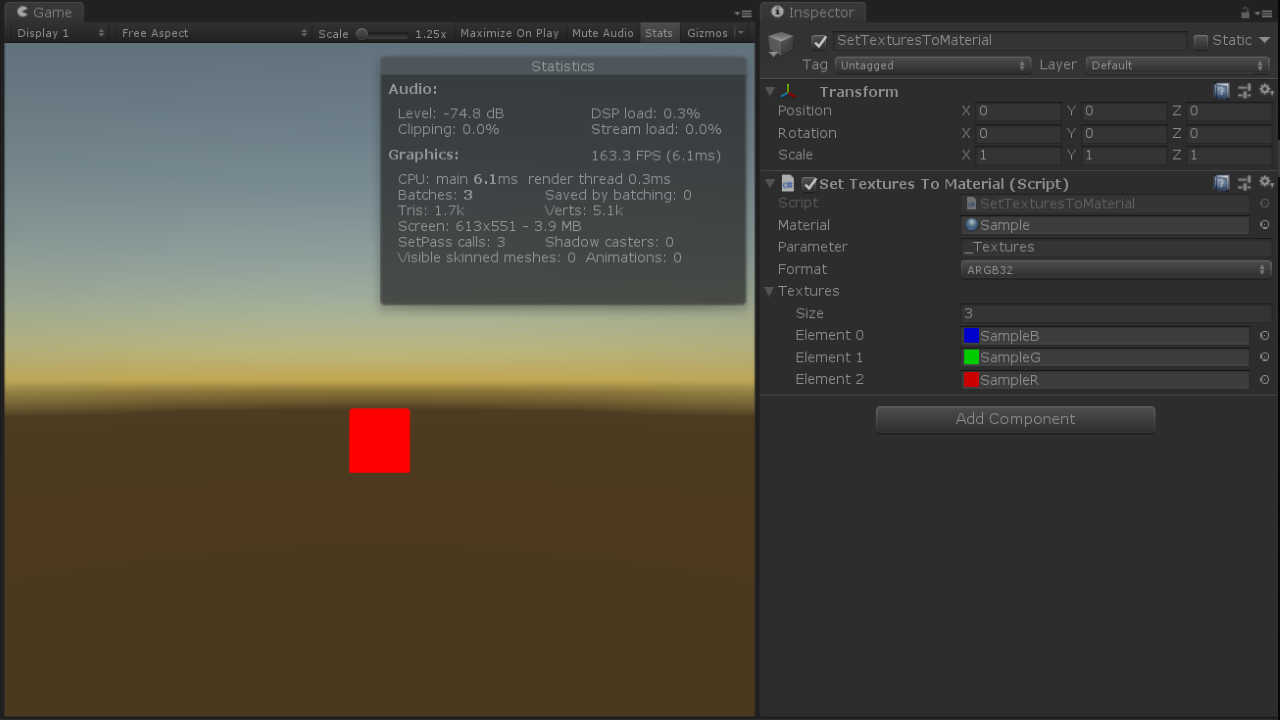 Game
Display 1 Free Aspect Scale 1.25x Maximize On Play Mute Audio Stats Gizmos
Statistics
Audio:
Level: -74.8 dB DSP load: 0.3%
Clipping: 0.0% Stream load: 0.0%
Graphics: 163.3 FPS (6.1ms)
CPU: main 6.1ms render thread 0.3ms
Batches: 3 Saved by batching: 0
Tris: 1.7k Verts: 5.1k
Screen: 613x551 - 3.9 MB
SetPass calls: 3 Shadow casters: 0
Visible skinned meshes: 0 Animations: 0
Inspector
SetTexturesToMaterial Static
Tag Untagged Layer Default
Transform
Position X 0 Y 0 Z 0
Rotation X 0 Y 0 Z 0
Scale X 1 Y 1 Z 1
Set Textures To Material (Script)
Script SetTexturesToMaterial
Material Sample
Parameter _Textures
Format ARGB32
Textures
Size 3
Element 0 SampleB
Element 1 SampleG
Element 2 SampleR
Add Component